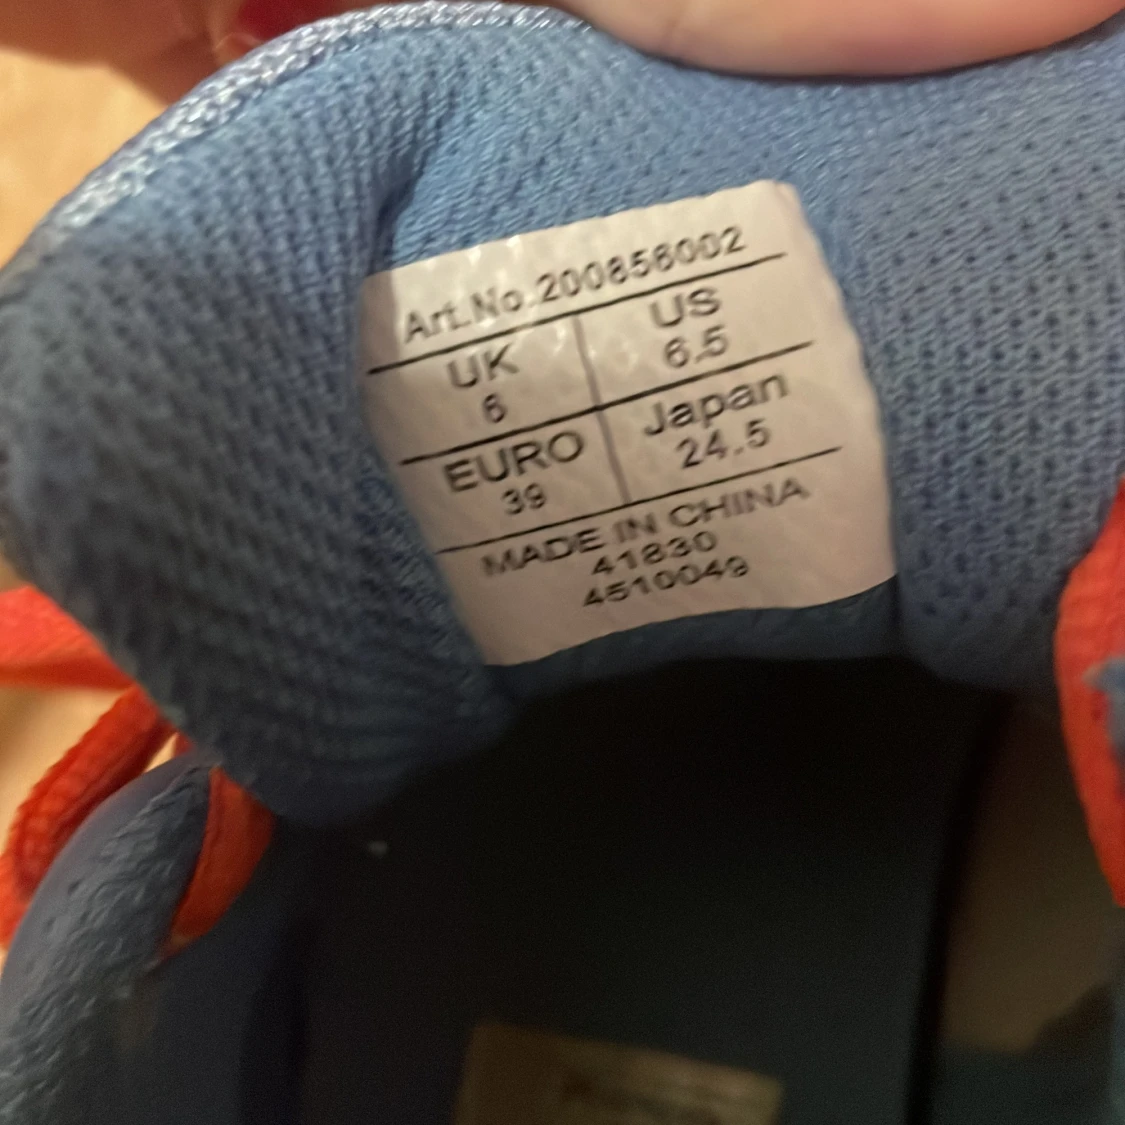 Art.No.200856002
UK US
6 6.5
EURO Japan
39 24.5
MADE IN CHINA
41830
4510049